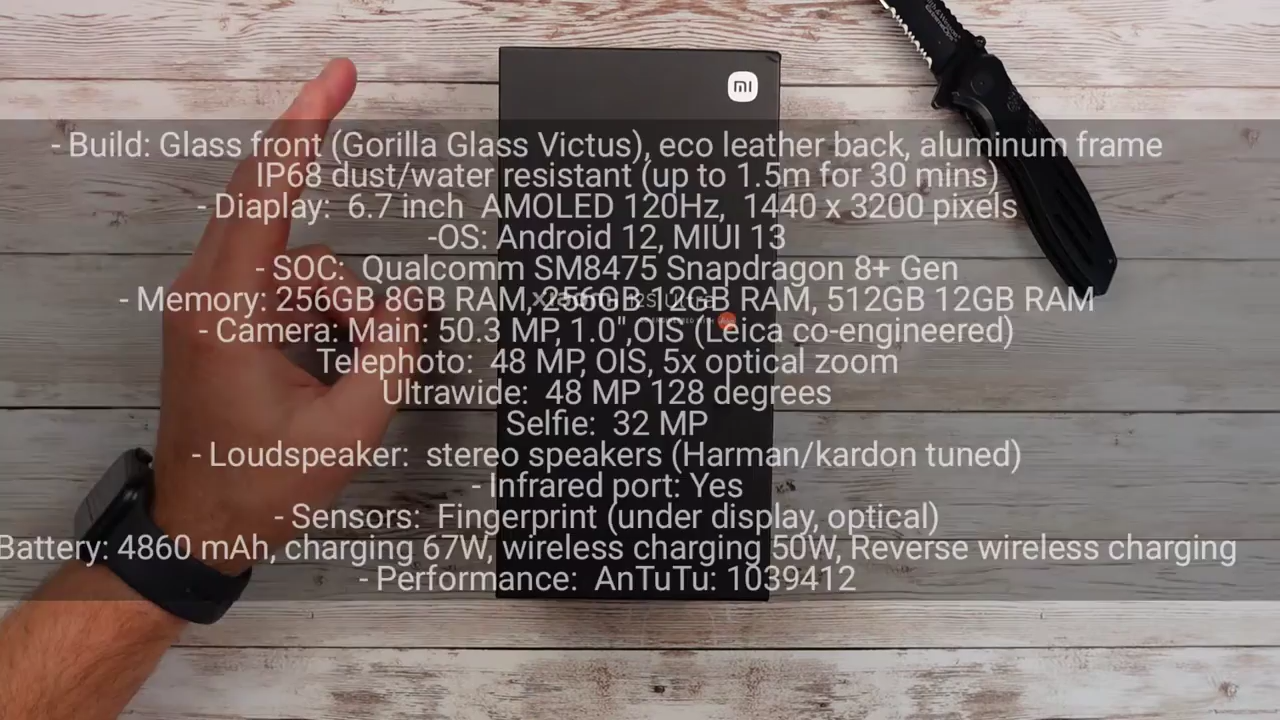 mi
- Build: Glass front (Gorilla Glass Victus), eco leather back, aluminum frame
IP68 dust/water resistant (up to 1.5m for 30 mins)
- Diaplay: 6.7 inch AMOLED 120Hz, 1440 x 3200 pixels
-OS: Android 12, MIUI 13
- SOC: Qualcomm SM8475 Snapdragon 8+ Gen
- Memory: 256GB 8GB RAM, 256GB 12GB RAM, 512GB 12GB RAM
- Camera: Main: 50.3 MP, 1.0",OIS (Leica co-engineered)
Telephoto: 48 MP, OIS, 5x optical zoom
Ultrawide: 48 MP 128 degrees
Selfie: 32 MP
- Loudspeaker: stereo speakers (Harman/kardon tuned)
- Infrared port: Yes
- Sensors: Fingerprint (under display, optical)
Battery: 4860 mAh, charging 67W, wireless charging 50W, Reverse wireless charging
- Performance: AnTuTu: 1039412